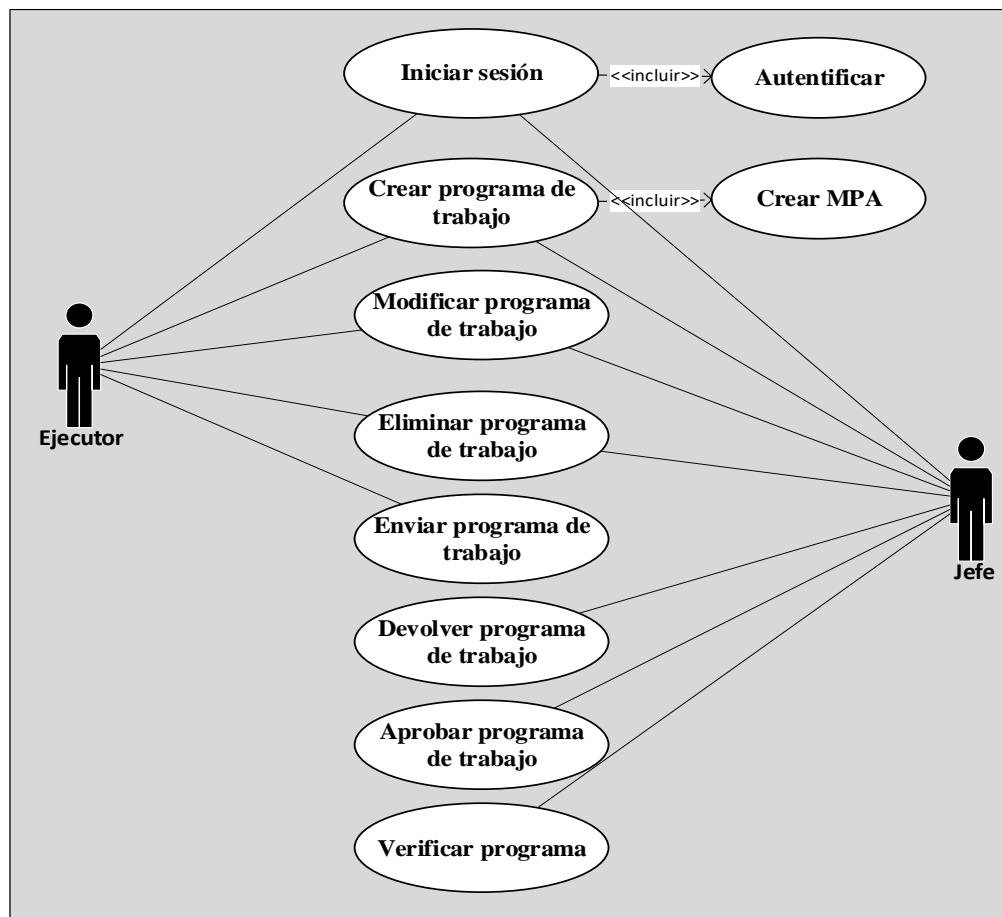 Iniciar sesión
<<incluir>>
Autentificar
Crear programa de
trabajo
<<incluir>>
Crear MPA
Modificar programa
de trabajo
Ejecutor
Eliminar programa
de trabajo
Enviar programa de
trabajo
Jefe
Devolver programa
de trabajo
Aprobar programa
de trabajo
Verificar programa